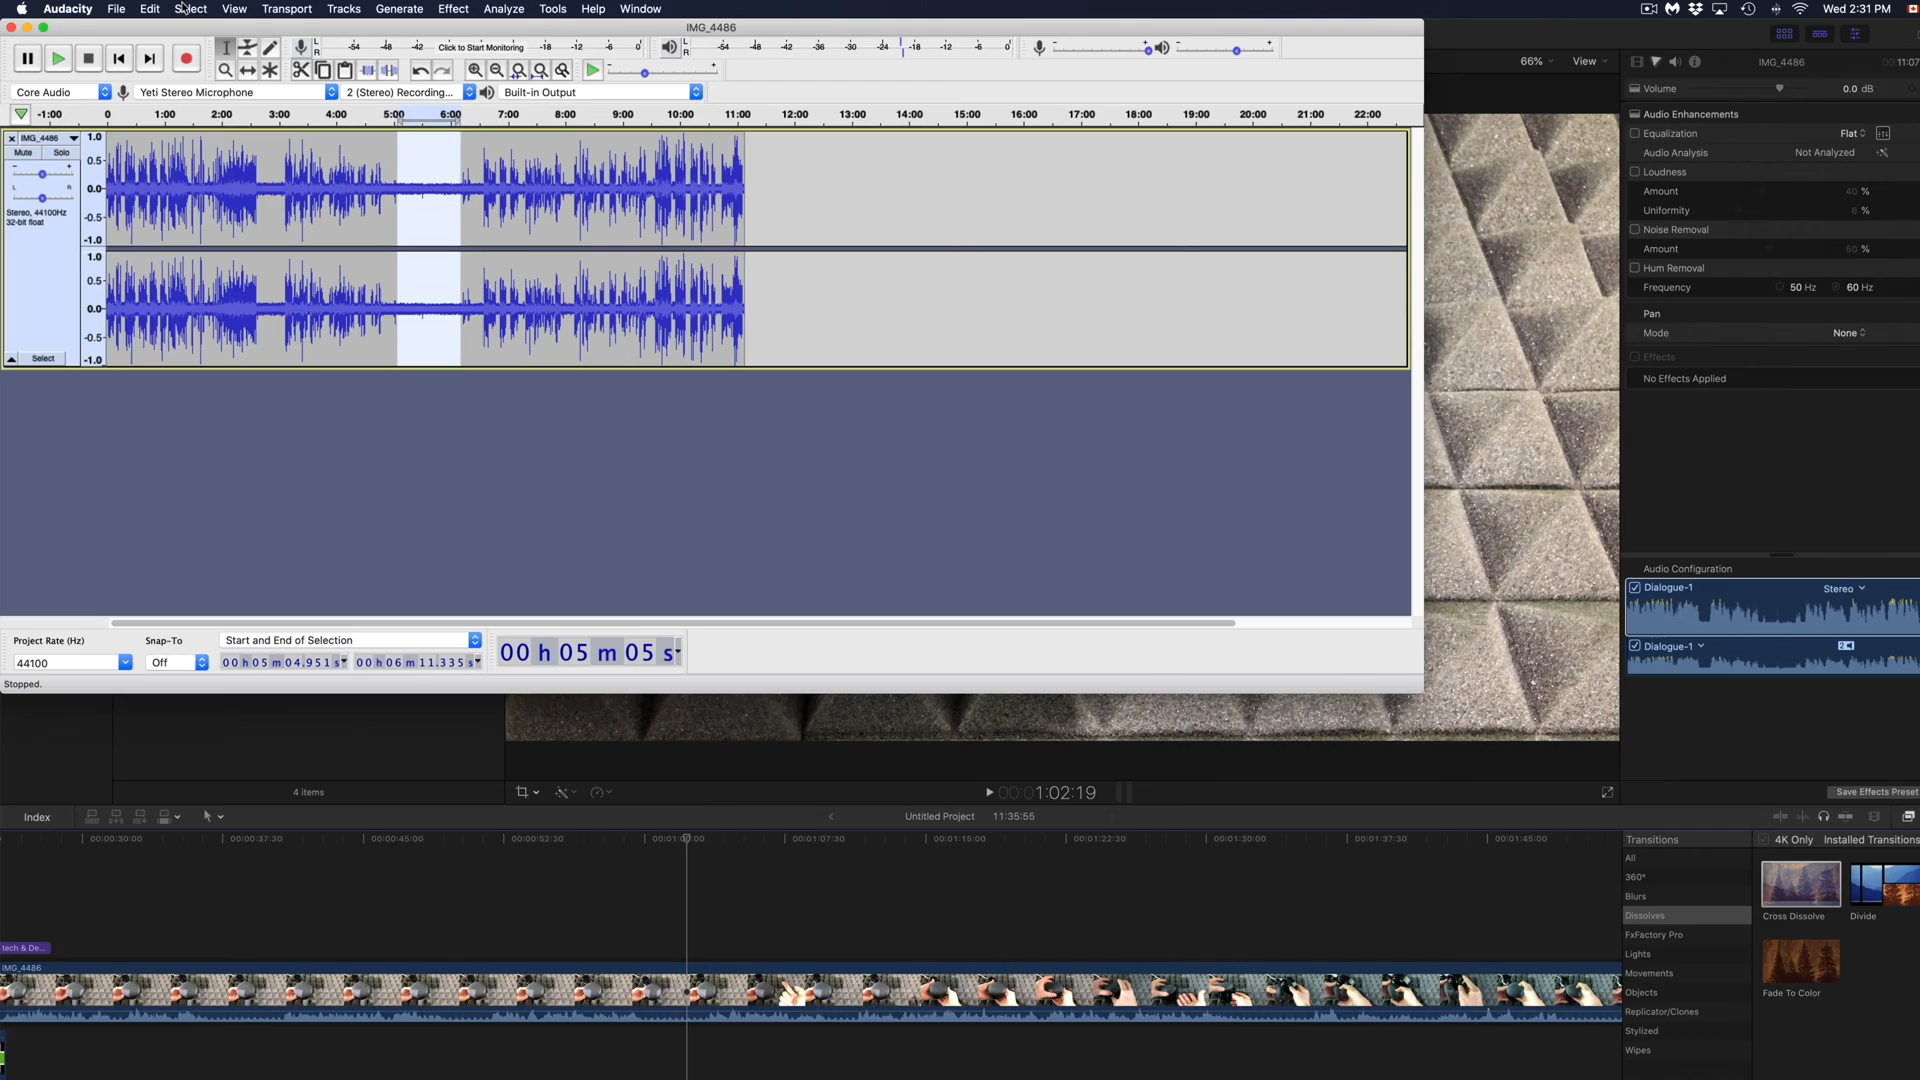 Audacity File Edit Select View Transport Tracks Generate Effect Analyze Tools Help Window Wed 2:31 PM
IMG_4486
L R -54 -48 -42 Click to Start Monitoring -18 -12 -6 0 L R -54 -48 -42 -36 -30 -24 -18 -12 -6 0 - + - +
- +
Core Audio Yeti Stereo Microphone 2 (Stereo) Recording... Built-in Output
-1:00 0 1:00 2:00 3:00 4:00 5:00 6:00 7:00 8:00 9:00 10:00 11:00 12:00 13:00 14:00 15:00 16:00 17:00 18:00 19:00 20:00 21:00 22:00
IMG_4486
Mute Solo
- +
L R
Stereo, 44100Hz
32-bit float
Select
1.0
0.5-
0.0-
-0.5-
-1.0
1.0
0.5-
0.0-
-0.5-
-1.0
Project Rate (Hz) Snap-To Start and End of Selection
44100 Off 00 h 05 m 04.951 s 00 h 06 m 11.335 s 00 h 05 m 05 s
Stopped.
66% View IMG_4486 11:07
Volume 0.0 dB
Audio Enhancements
Equalization Flat
Audio Analysis Not Analyzed
Loudness
Amount 40 %
Uniformity 6 %
Noise Removal
Amount 50 %
Hum Removal
Frequency 50 Hz 60 Hz
Pan
Mode None
Effects
No Effects Applied
Audio Configuration
Dialogue-1 Stereo
Dialogue-1 2
4 items 00:00:01:02:19 Save Effects Preset
Index Untitled Project 11:35:55
00:00:30:00 00:00:37:30 00:00:45:00 00:00:52:30 00:01:00:00 00:01:07:30 00:01:15:00 00:01:22:30 00:01:30:00 00:01:37:30 00:01:45:00
Transitions 4K Only Installed Transitions
All
360°
Blurs
Dissolves
FxFactory Pro
Lights
Movements
Objects
Replicator/Clones
Stylized
Wipes
Cross Dissolve Divide
Fade To Color
tech & De...
IMG_4486